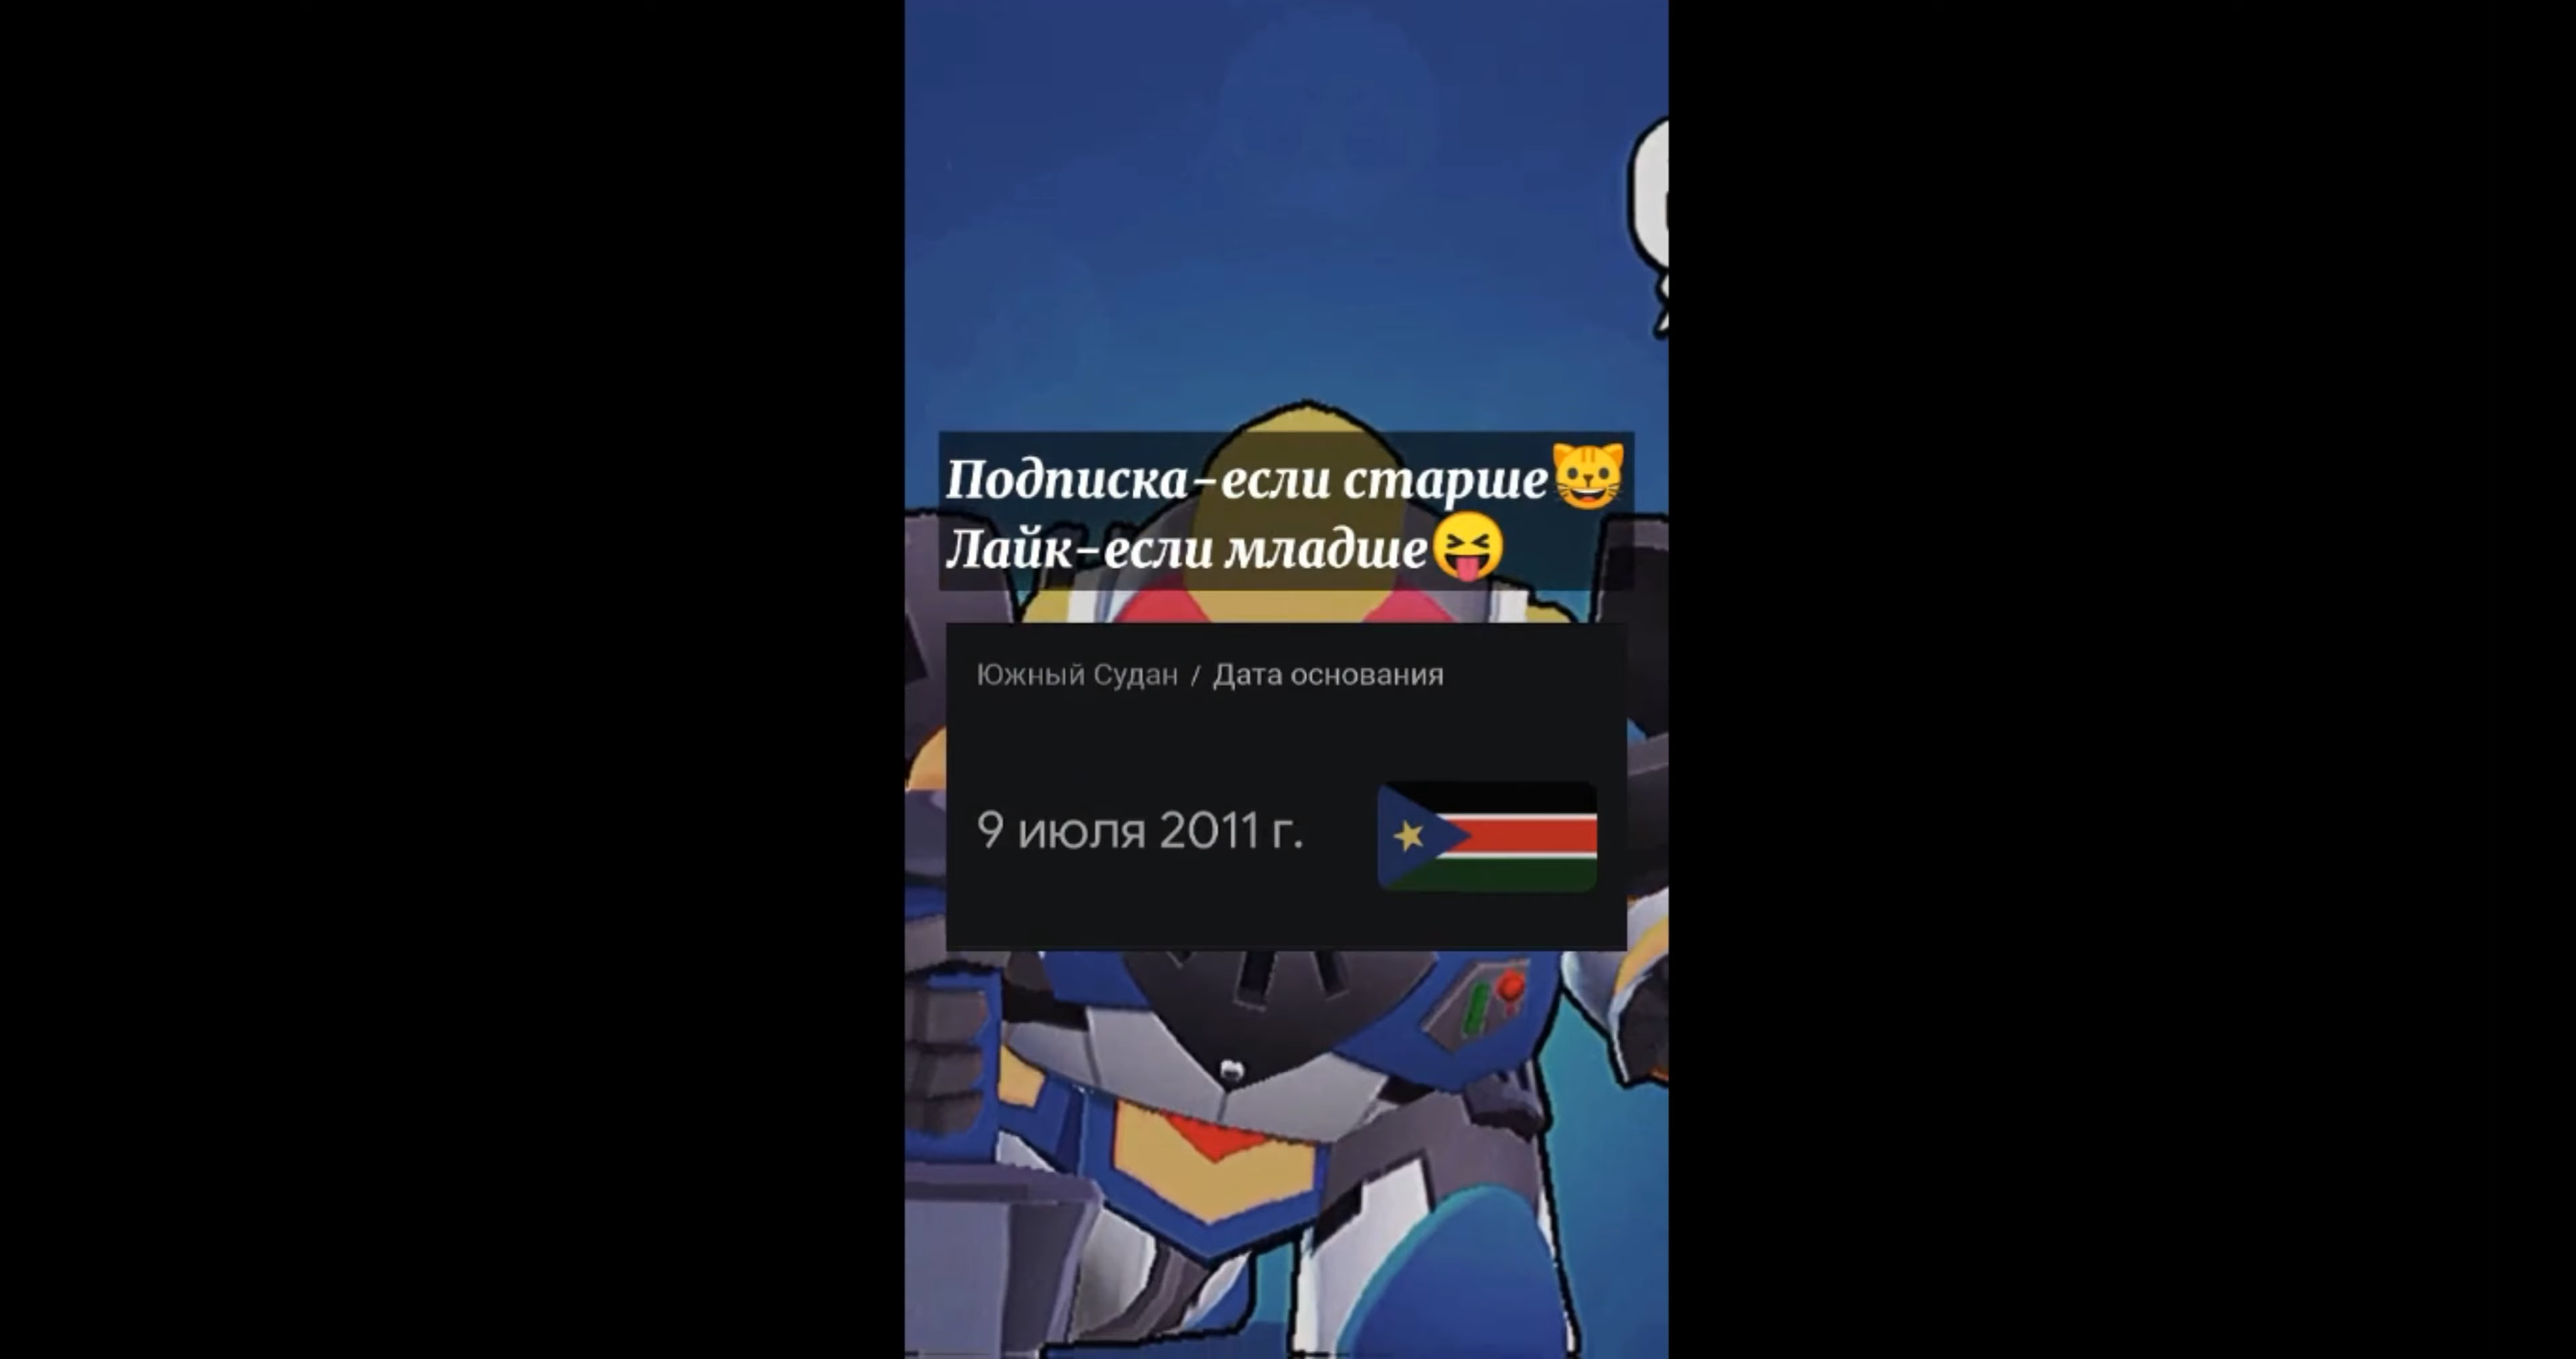 Подписка-если старше😺
Лайк-если младше😝
Южный Судан / Дата основания
9 июля 2011 г.